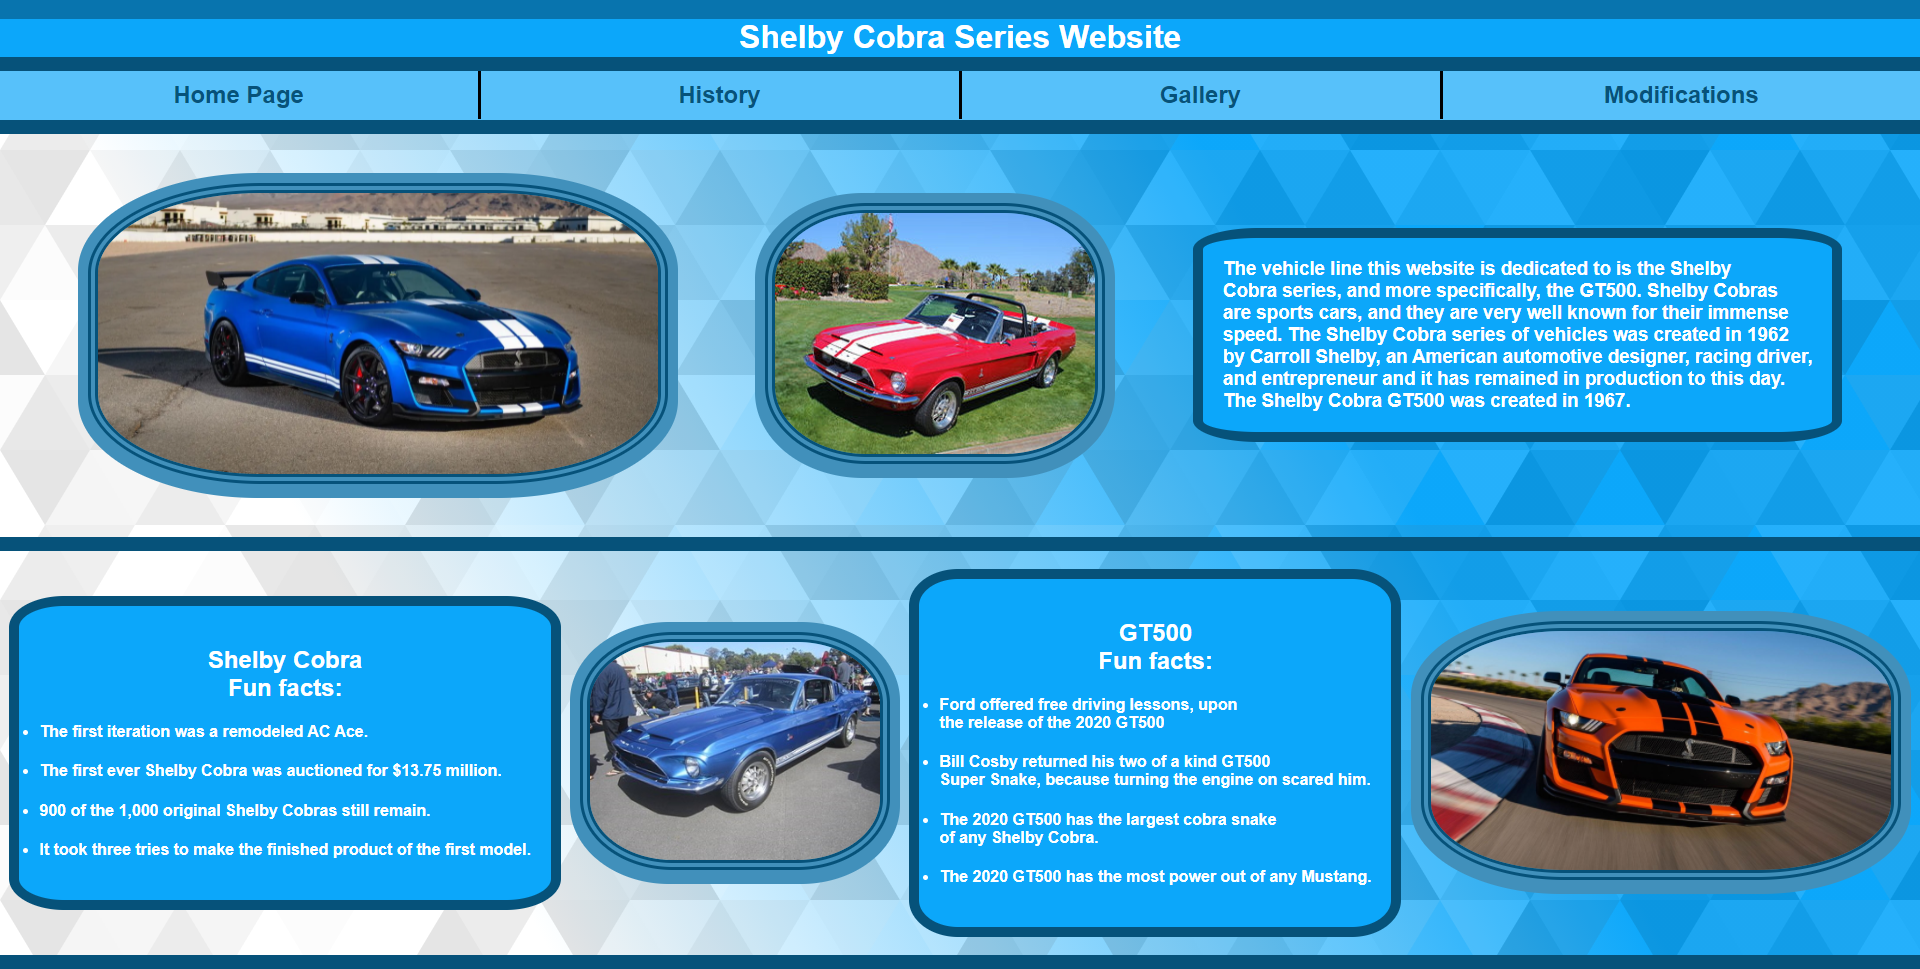 Shelby Cobra Series Website
Home Page
History
Gallery
Modifications
The vehicle line this website is dedicated to is the Shelby
Cobra series, and more specifically, the GT500. Shelby Cobras
are sports cars, and they are very well known for their immense
speed. The Shelby Cobra series of vehicles was created in 1962
by Carroll Shelby, an American automotive designer, racing driver,
and entrepreneur and it has remained in production to this day.
The Shelby Cobra GT500 was created in 1967.
Shelby Cobra
Fun facts:
• The first iteration was a remodeled AC Ace.
• The first ever Shelby Cobra was auctioned for $13.75 million.
• 900 of the 1,000 original Shelby Cobras still remain.
• It took three tries to make the finished product of the first model.
GT500
Fun facts:
• Ford offered free driving lessons, upon
the release of the 2020 GT500
• Bill Cosby returned his two of a kind GT500
Super Snake, because turning the engine on scared him.
• The 2020 GT500 has the largest cobra snake
of any Shelby Cobra.
• The 2020 GT500 has the most power out of any Mustang.